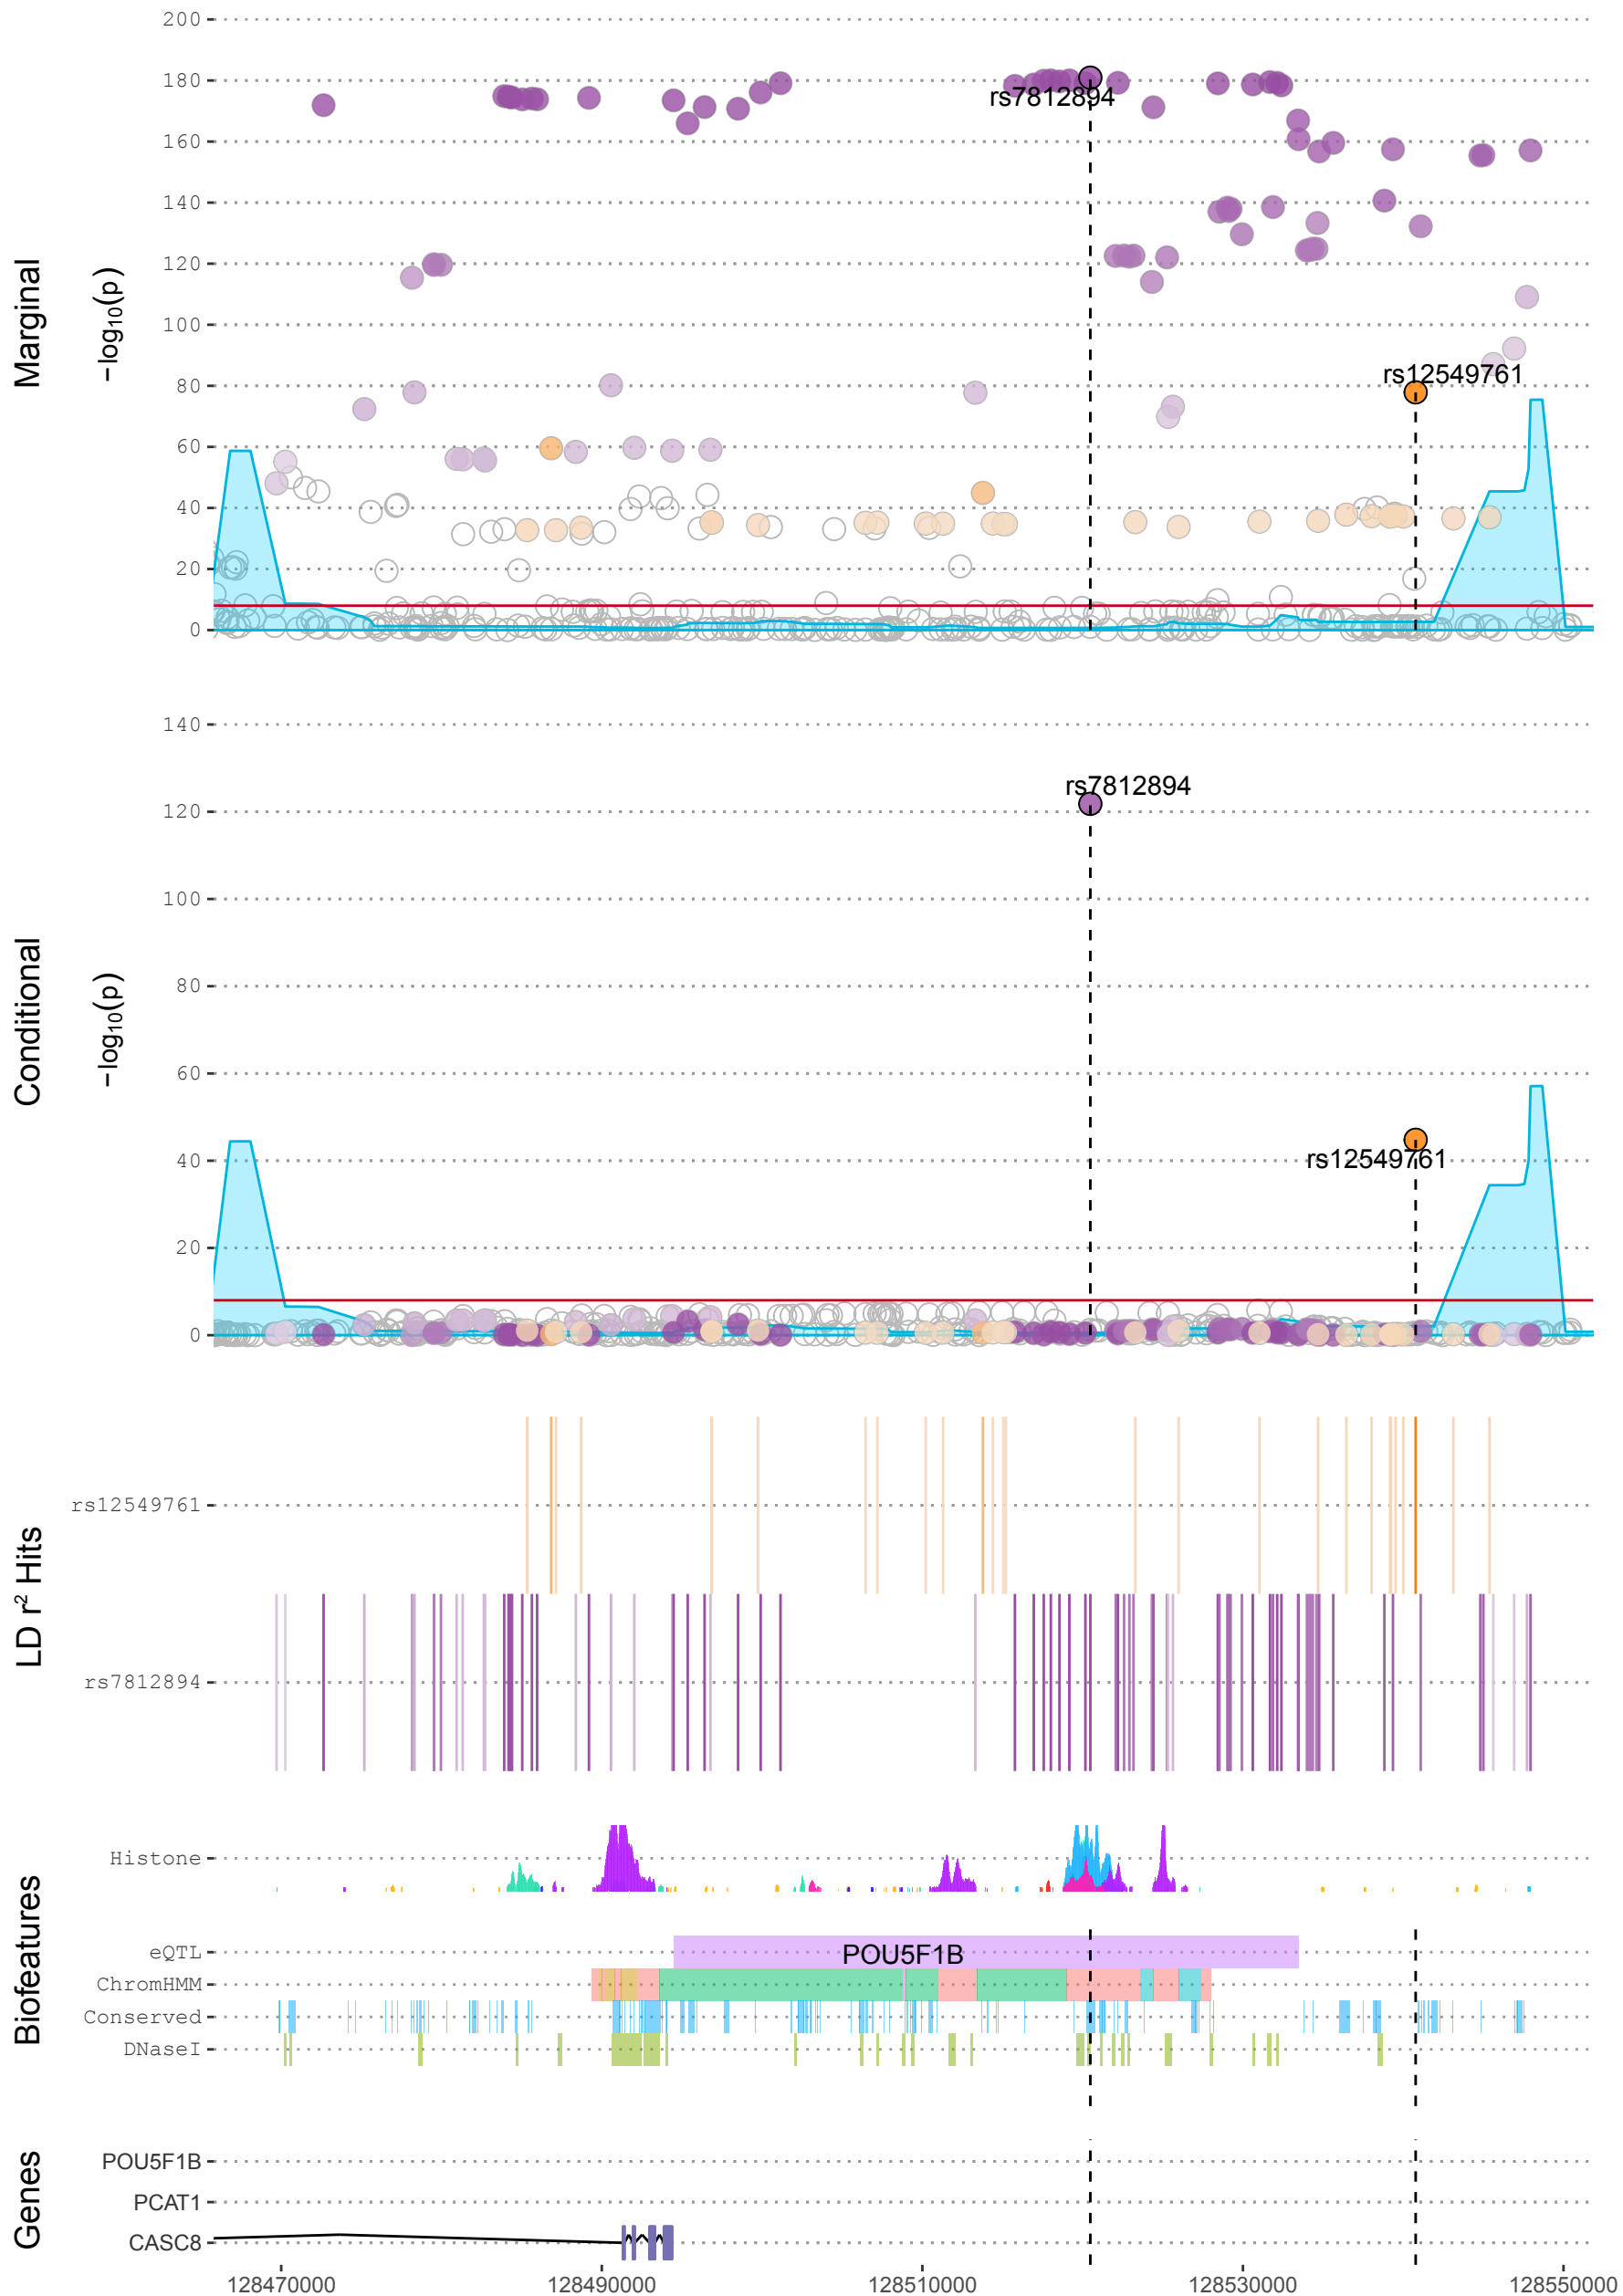 Marginal
−log10(p)
200
180
160
140
120
100
80
60
40
20
0
rs7812894
rs12549761
Conditional
−log10(p)
140
120
100
80
60
40
20
0
rs7812894
rs12549761
LD r² Hits
rs12549761
rs7812894
Biofeatures
Histone
eQTL
POU5F1B
ChromHMM
Conserved
DNaseI
Genes
POU5F1B
PCAT1
CASC8
128470000 128490000 128510000 128530000 128550000